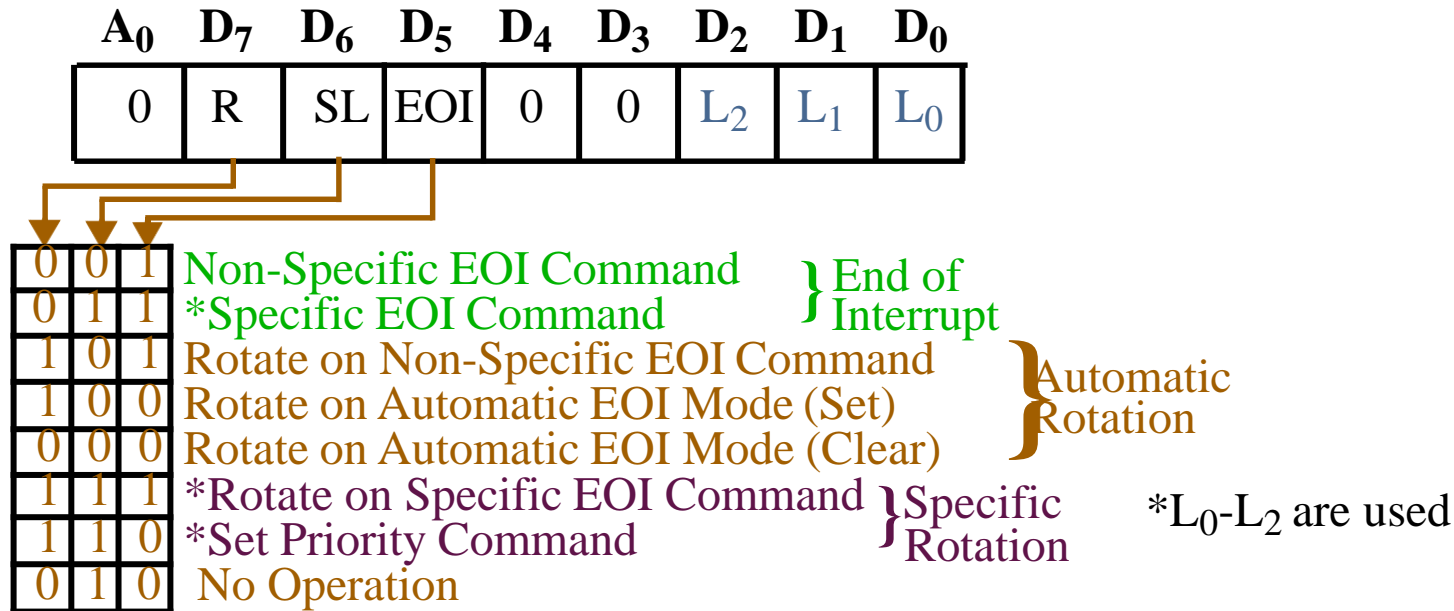 A0 D7 D6 D5 D4 D3 D2 D1 D0
0 R SL EOI 0 0 L2 L1 L0
0 0 1 Non-Specific EOI Command } End of
0 1 1 *Specific EOI Command Interrupt
1 0 1 Rotate on Non-Specific EOI Command } Automatic
1 0 0 Rotate on Automatic EOI Mode (Set) Rotation
0 0 0 Rotate on Automatic EOI Mode (Clear)
1 1 1 *Rotate on Specific EOI Command } Specific *L0-L2 are used
1 1 0 *Set Priority Command Rotation
0 1 0 No Operation